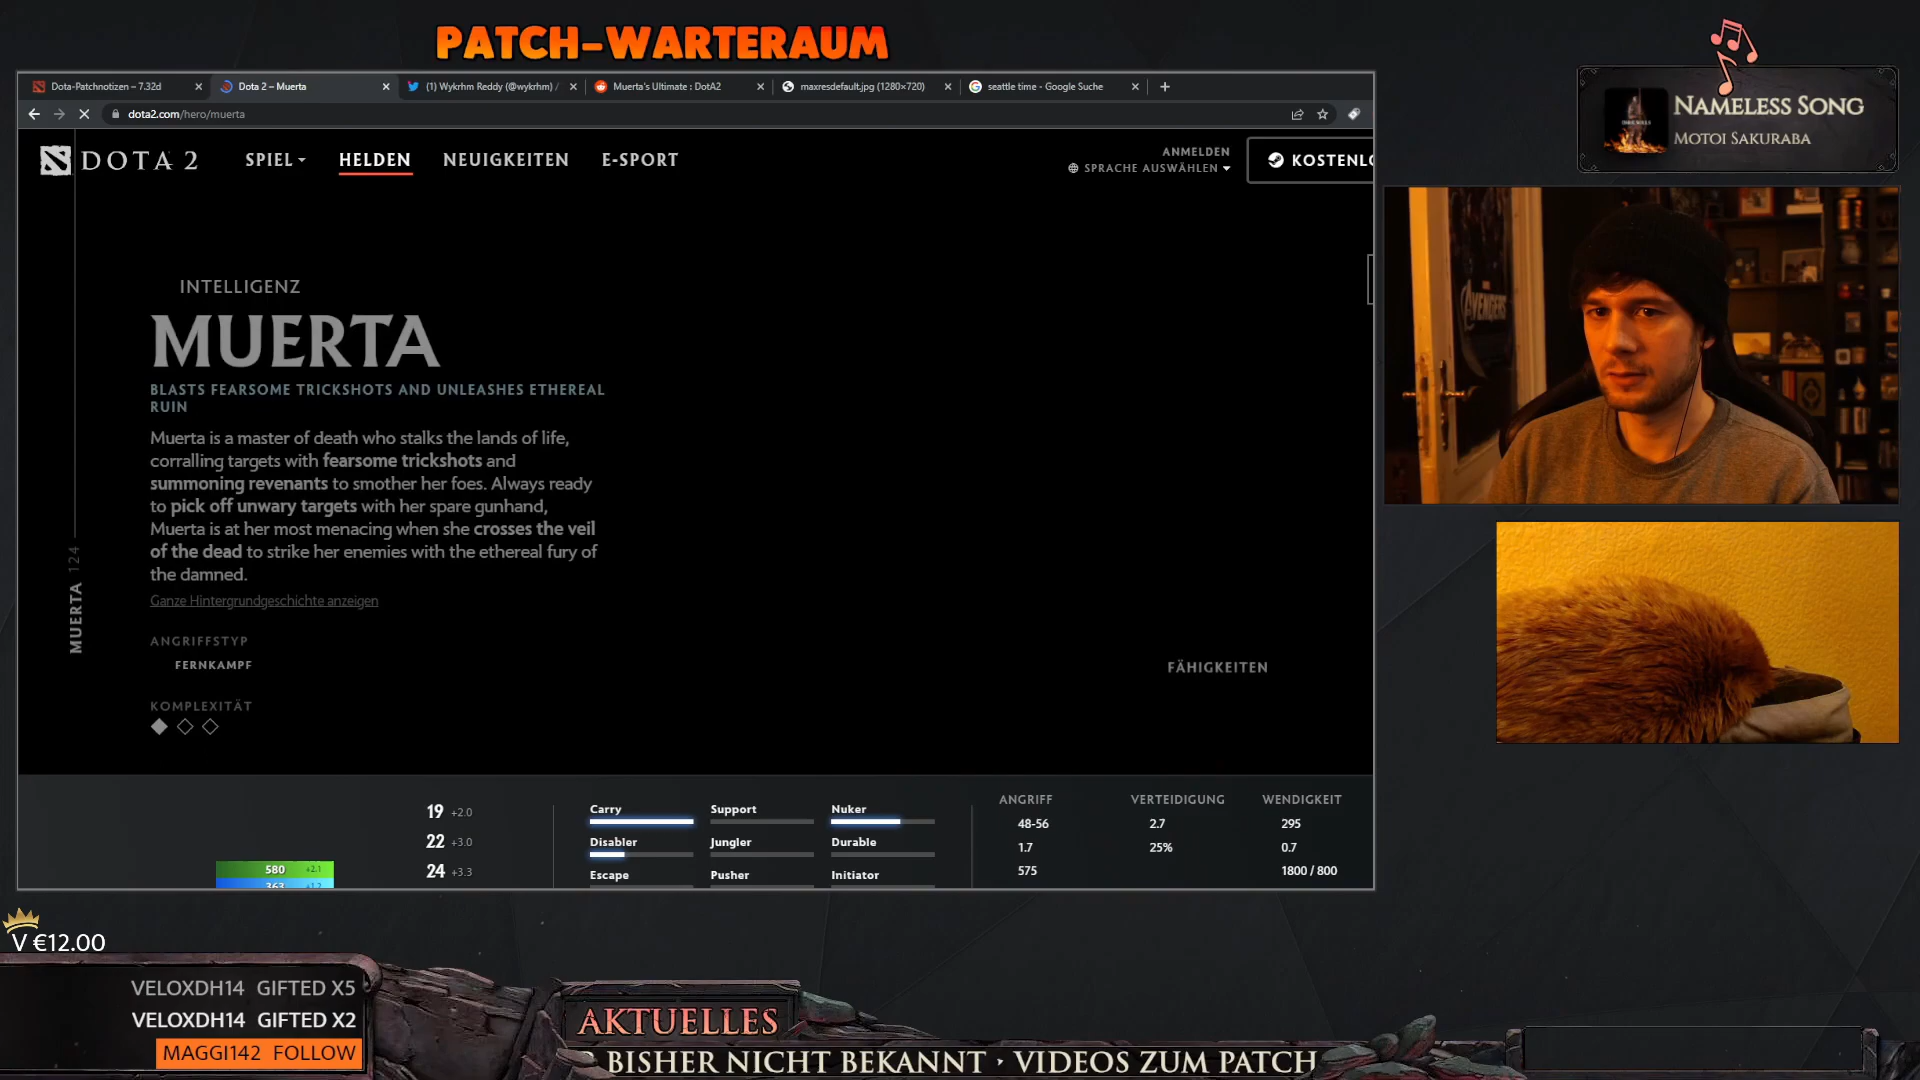 PATCH-WARTERAUM
Dota-Patchnotizen – 7.32d
Dota 2 – Muerta
(1) Wykrhm Reddy (@wykrhm) /
Muerta's Ultimate : DotA2
maxresdefault.jpg (1280×720)
seattle time - Google Suche
dota2.com/hero/muerta
NAMELESS SONG
MOTOI SAKURABA
DOTA 2
SPIEL
HELDEN
NEUIGKEITEN
E-SPORT
ANMELDEN
SPRACHE AUSWÄHLEN
KOSTENLO
INTELLIGENZ
MUERTA
BLASTS FEARSOME TRICKSHOTS AND UNLEASHES ETHEREAL
RUIN
Muerta is a master of death who stalks the lands of life,
corralling targets with fearsome trickshots and
summoning revenants to smother her foes. Always ready
to pick off unwary targets with her spare gunhand,
Muerta is at her most menacing when she crosses the veil
of the dead to strike her enemies with the ethereal fury of
the damned.
Ganze Hintergrundgeschichte anzeigen
MUERTA 124
ANGRIFFSTYP
FERNKAMPF
KOMPLEXITÄT
FÄHIGKEITEN
AVENGERS
580 +2.1
363 +1.2
19 +2.0
22 +3.0
24 +3.3
Carry
Support
Nuker
Disabler
Jungler
Durable
Escape
Pusher
Initiator
ANGRIFF
VERTEIDIGUNG
WENDIGKEIT
48-56
2.7
295
1.7
25%
0.7
575
1800 / 800
V €12.00
VELOXDH14 GIFTED X5
VELOXDH14 GIFTED X2
MAGGI142 FOLLOW
AKTUELLES
BISHER NICHT BEKANNT · VIDEOS ZUM PATCH